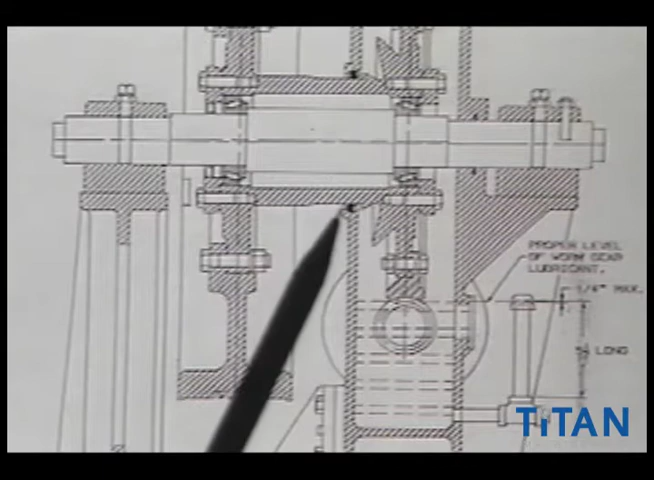 PROPER LEVEL
OF WORM GEAR
LUBRICANT.
1/4" MAX.
LONG
TiTAN